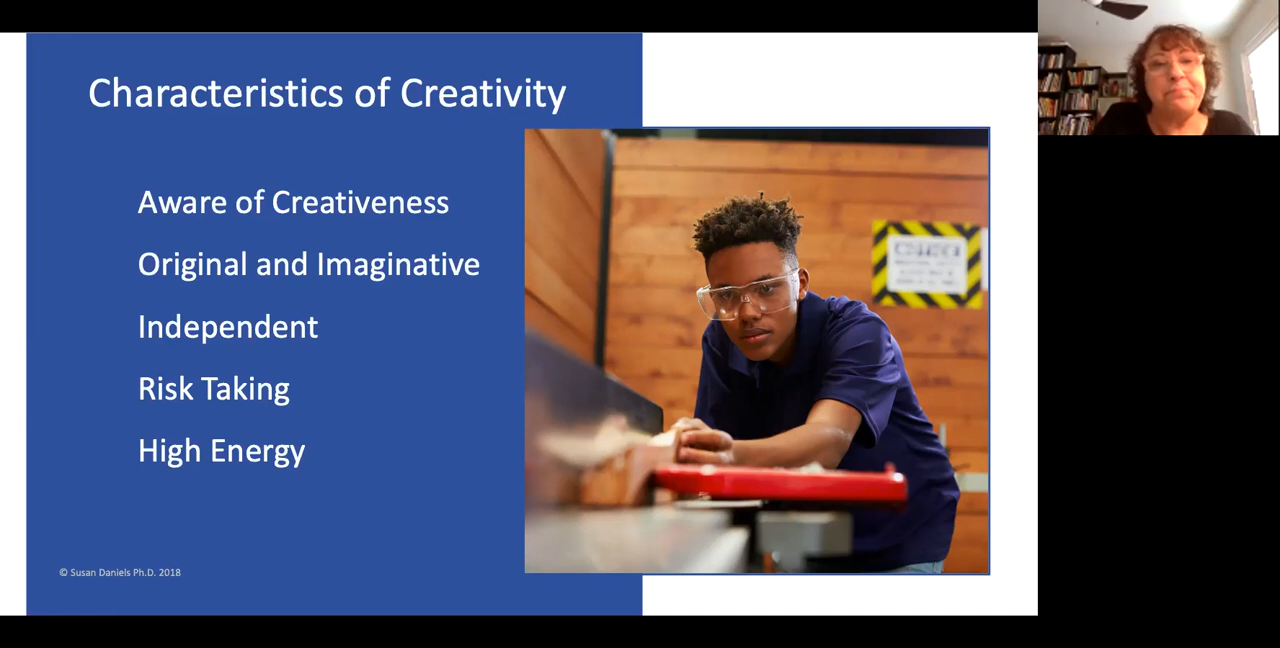 Characteristics of Creativity
Aware of Creativeness
Original and Imaginative
Independent
Risk Taking
High Energy
© Susan Daniels Ph.D. 2018